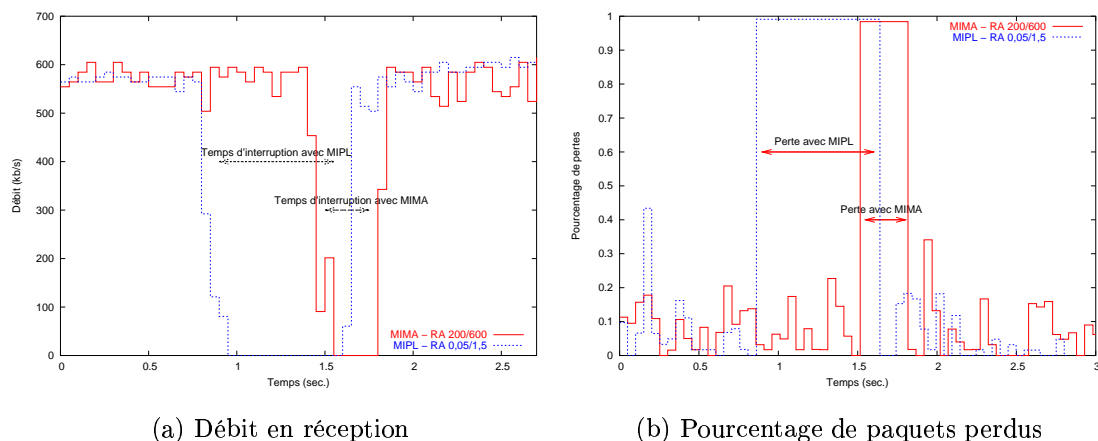 700
600
500
400
300
200
100
0
0
0.5
1
1.5
2
2.5
Débit (kb/s)
Temps (sec.)
Temps d'interruption avec MIPL
Temps d'interruption avec MIMA
MIMA – RA 200/600
MIPL – RA 0,05/1,5
(a) Débit en réception
1
0.9
0.8
0.7
0.6
0.5
0.4
0.3
0.2
0.1
0
0
0.5
1
1.5
2
2.5
3
Pourcentage de pertes
Temps (sec.)
MIMA – RA 200/600
MIPL – RA 0,05/1,5
Perte avec MIPL
Perte avec MIMA
(b) Pourcentage de paquets perdus